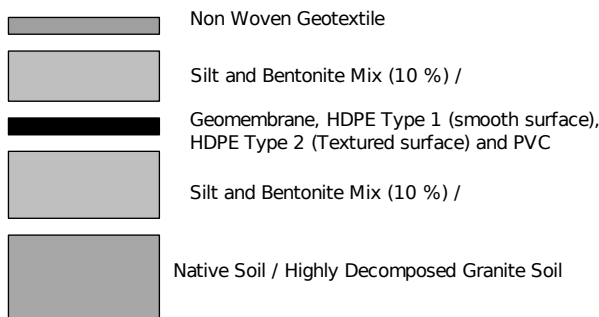 Non Woven Geotextile
Silt and Bentonite Mix (10 %) /
Geomembrane, HDPE Type 1 (smooth surface),
HDPE Type 2 (Textured surface) and PVC
Silt and Bentonite Mix (10 %) /
Native Soil / Highly Decomposed Granite Soil